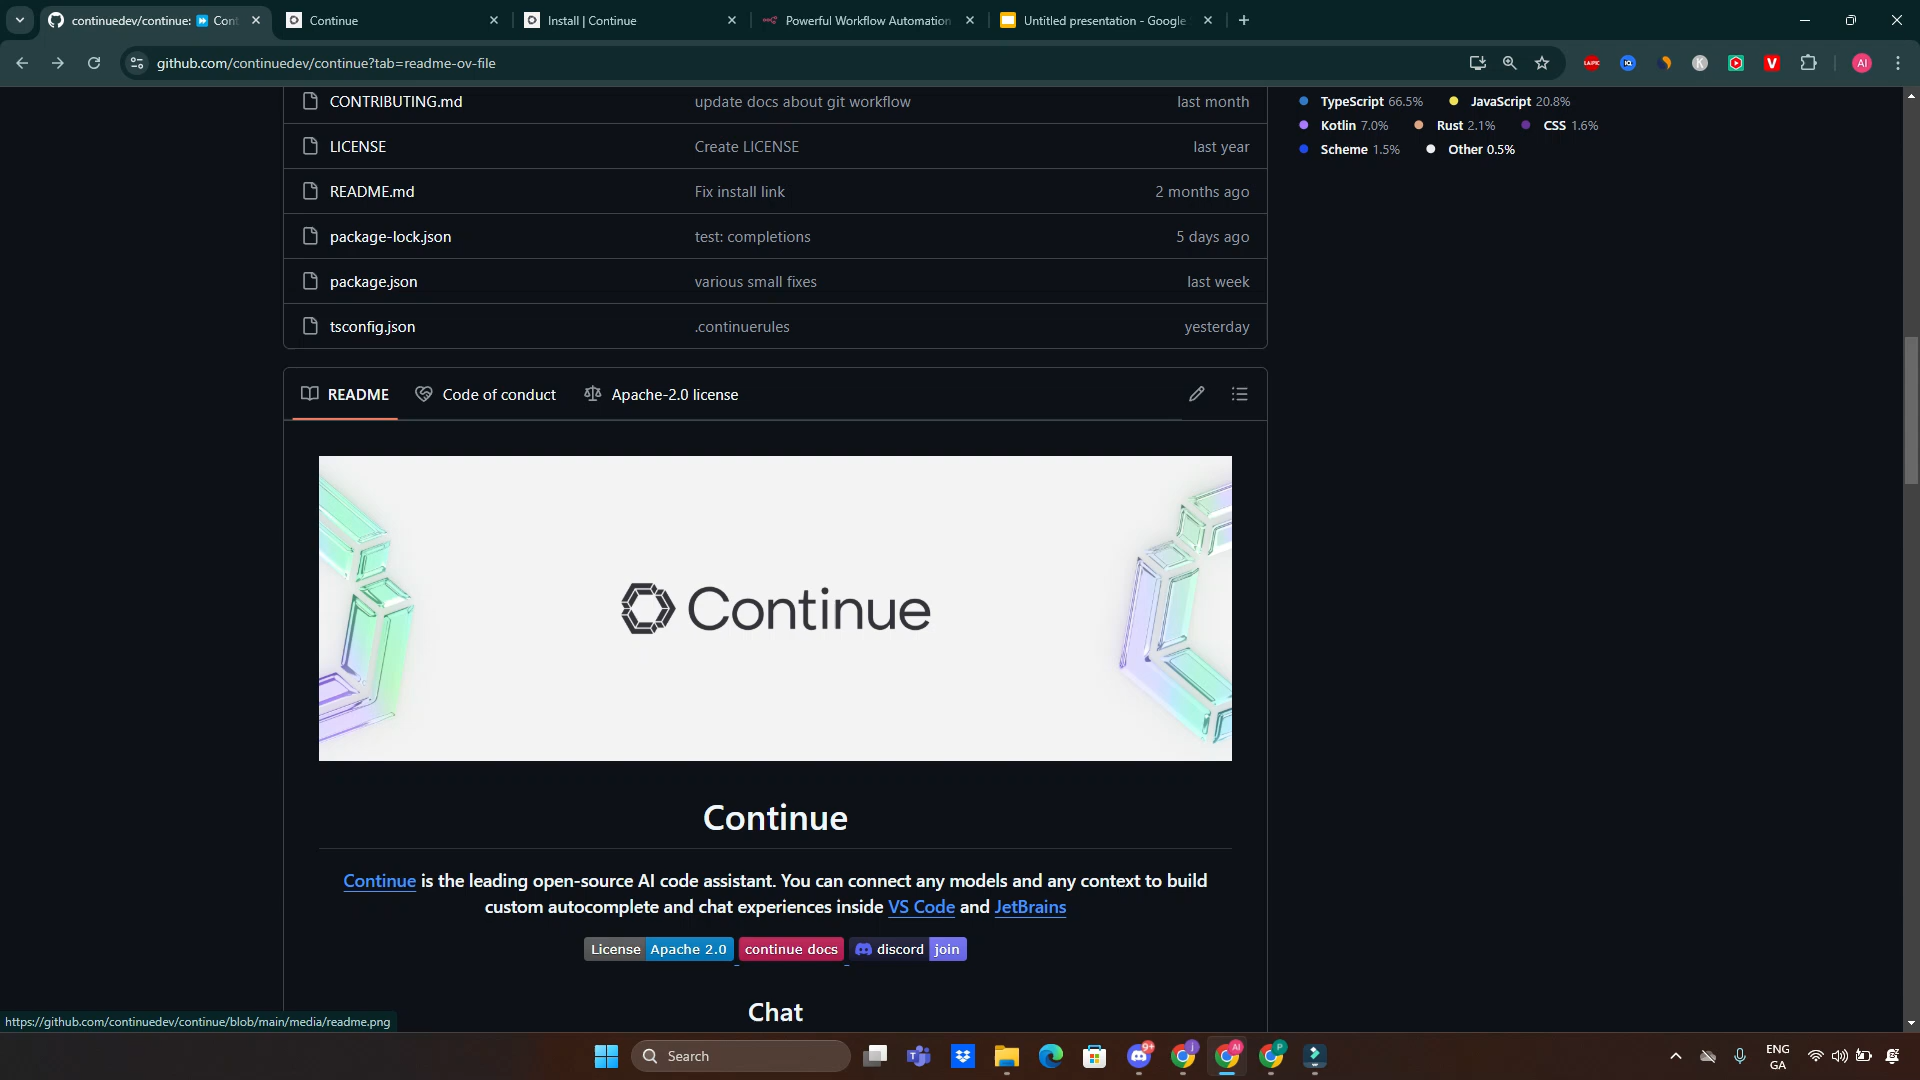 continuedev/continue: Cont
Continue
Install | Continue
Powerful Workflow Automation
Untitled presentation - Google
github.com/continuedev/continue?tab=readme-ov-file
AI
CONTRIBUTING.md update docs about git workflow last month
LICENSE Create LICENSE last year
README.md Fix install link 2 months ago
package-lock.json test: completions 5 days ago
package.json various small fixes last week
tsconfig.json .continuerules yesterday
TypeScript 66.5% JavaScript 20.8%
Kotlin 7.0% Rust 2.1% CSS 1.6%
Scheme 1.5% Other 0.5%
README Code of conduct Apache-2.0 license
Continue
Continue
Continue is the leading open-source AI code assistant. You can connect any models and any context to build
custom autocomplete and chat experiences inside VS Code and JetBrains
License Apache 2.0 continue docs discord join
Chat
https://github.com/continuedev/continue/blob/main/media/readme.png
Search
9+
j
AI
P
ENG
GA